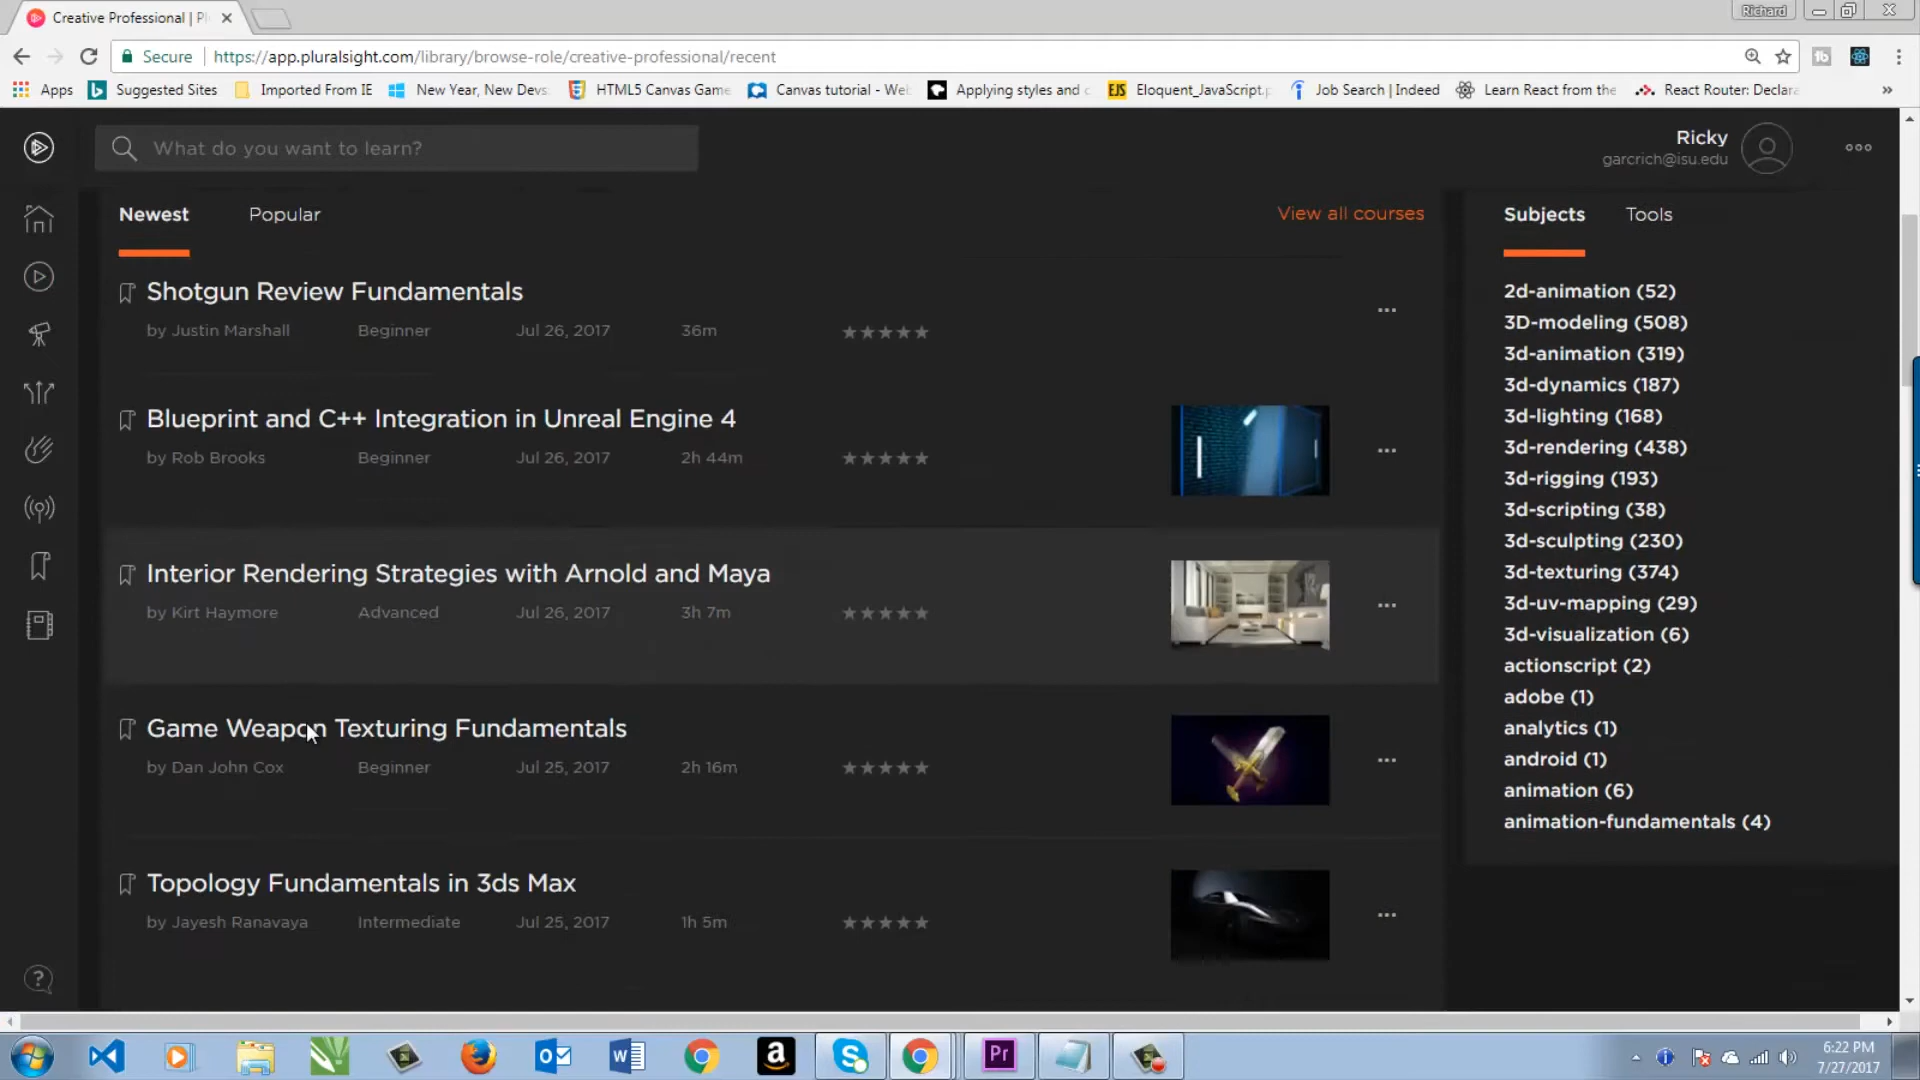 Creative Professional | Pl
Richard
Secure
https://app.pluralsight.com/library/browse-role/creative-professional/recent
Apps
Suggested Sites
Imported From IE
New Year, New Devs:
HTML5 Canvas Game
Canvas tutorial - We
Applying styles and c
EJS
Eloquent_JavaScript.p
Job Search | Indeed
Learn React from the
React Router: Declara
»
What do you want to learn?
Ricky
garcrich@isu.edu
Newest
Popular
View all courses
Subjects
Tools
Shotgun Review Fundamentals
by Justin Marshall
Beginner
Jul 26, 2017
36m
Blueprint and C++ Integration in Unreal Engine 4
by Rob Brooks
Beginner
Jul 26, 2017
2h 44m
Interior Rendering Strategies with Arnold and Maya
by Kirt Haymore
Advanced
Jul 26, 2017
3h 7m
Game Weapon Texturing Fundamentals
by Dan John Cox
Beginner
Jul 25, 2017
2h 16m
Topology Fundamentals in 3ds Max
by Jayesh Ranavaya
Intermediate
Jul 25, 2017
1h 5m
2d-animation (52)
3D-modeling (508)
3d-animation (319)
3d-dynamics (187)
3d-lighting (168)
3d-rendering (438)
3d-rigging (193)
3d-scripting (38)
3d-sculpting (230)
3d-texturing (374)
3d-uv-mapping (29)
3d-visualization (6)
actionscript (2)
adobe (1)
analytics (1)
android (1)
animation (6)
animation-fundamentals (4)
Pr
6:22 PM
7/27/2017